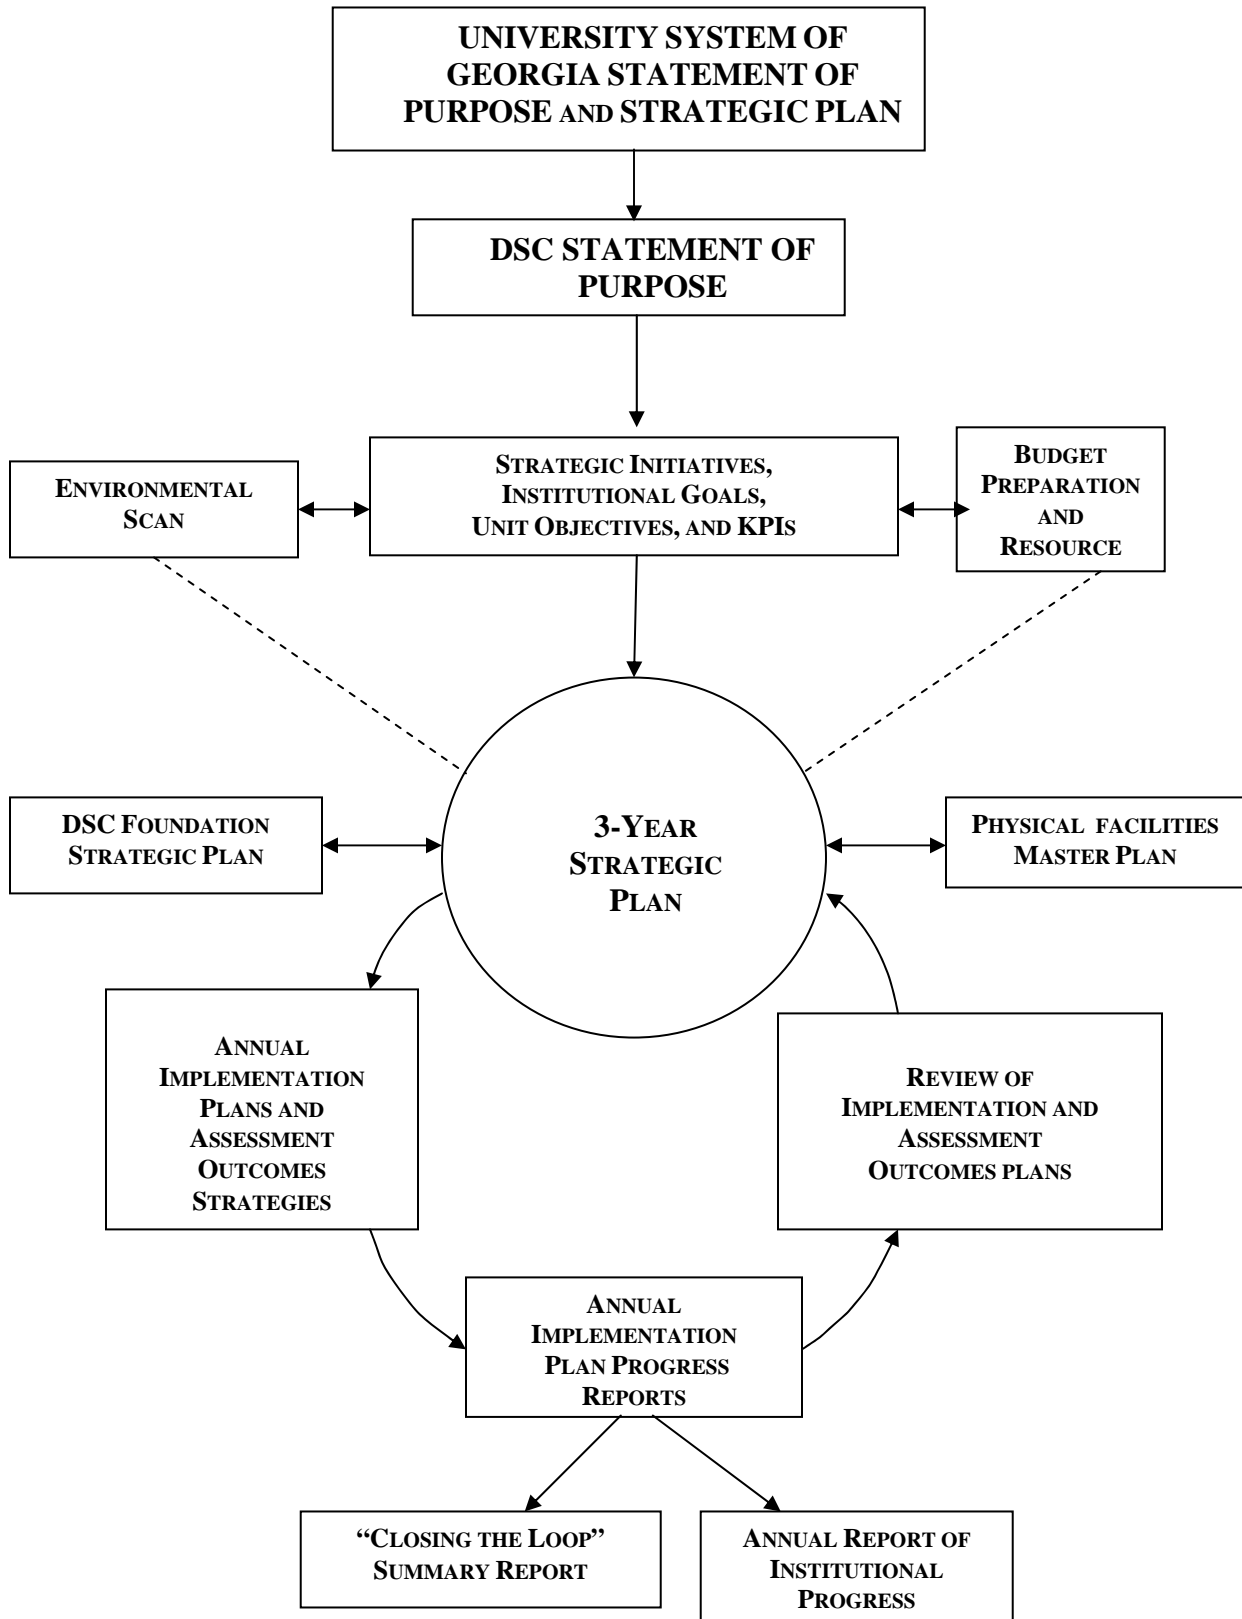 UNIVERSITY SYSTEM OF
GEORGIA STATEMENT OF
PURPOSE AND STRATEGIC PLAN
DSC STATEMENT OF
PURPOSE
ENVIRONMENTAL
SCAN
STRATEGIC INITIATIVES,
INSTITUTIONAL GOALS,
UNIT OBJECTIVES, AND KPIS
BUDGET
PREPARATION
AND
RESOURCE
DSC FOUNDATION
STRATEGIC PLAN
3-YEAR
STRATEGIC
PLAN
PHYSICAL FACILITIES
MASTER PLAN
ANNUAL
IMPLEMENTATION
PLANS AND
ASSESSMENT
OUTCOMES
STRATEGIES
REVIEW OF
IMPLEMENTATION AND
ASSESSMENT
OUTCOMES PLANS
ANNUAL
IMPLEMENTATION
PLAN PROGRESS
REPORTS
“CLOSING THE LOOP”
SUMMARY REPORT
ANNUAL REPORT OF
INSTITUTIONAL
PROGRESS